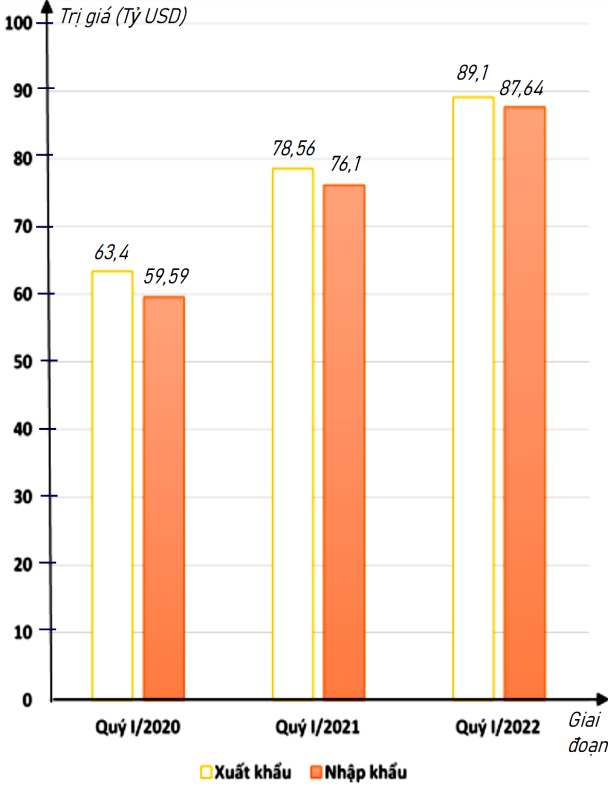 Trị giá (Tỷ USD)
100
90
80
70
60
50
40
30
20
10
0
63,4
59,59
78,56
76,1
89,1
87,64
Quý I/2020
Quý I/2021
Quý I/2022
Giai
đoạn
Xuất khẩu
Nhập khẩu